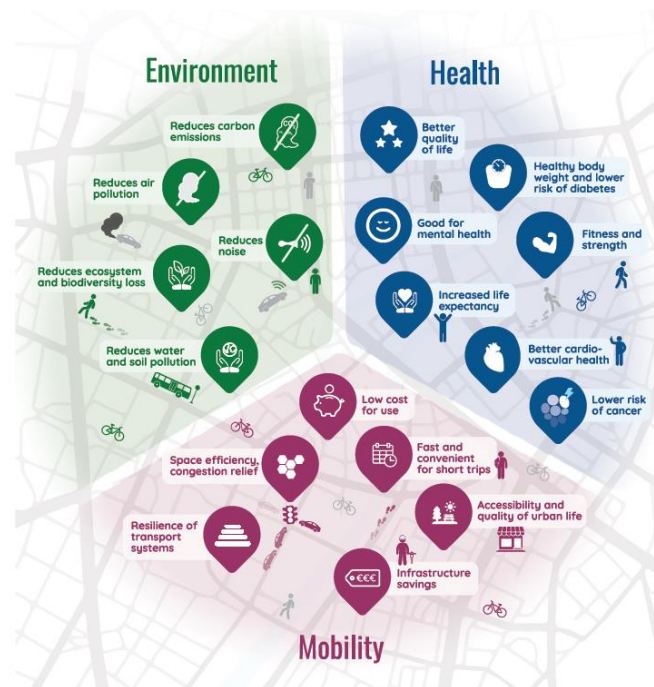 Environment
Health
Reduces carbon
emissions
Reduces air
pollution
Reduces
noise
Reduces ecosystem
and biodiversity loss
Reduces water
and soil pollution
Better
quality
of life
Healthy body
weight and lower
risk of diabetes
Good for
mental health
Fitness and
strength
Increased life
expectancy
Better cardio-
vascular health
Lower risk
of cancer
Low cost
for use
Space efficiency,
congestion relief
Fast and
convenient
for short trips
Resilience of
transport
systems
Accessibility and
quality of urban life
€€€
Infrastructure
savings
Mobility